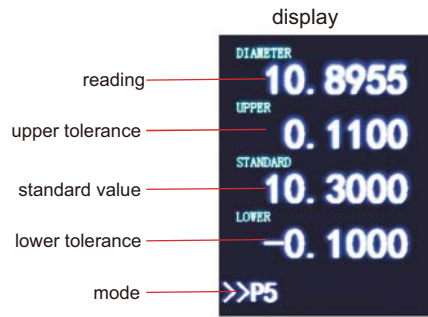 display
DIAMETER
reading 10.8955
UPPER
upper tolerance 0.1100
STANDARD
standard value 10.3000
LOWER
lower tolerance -0.1000
mode >>P5